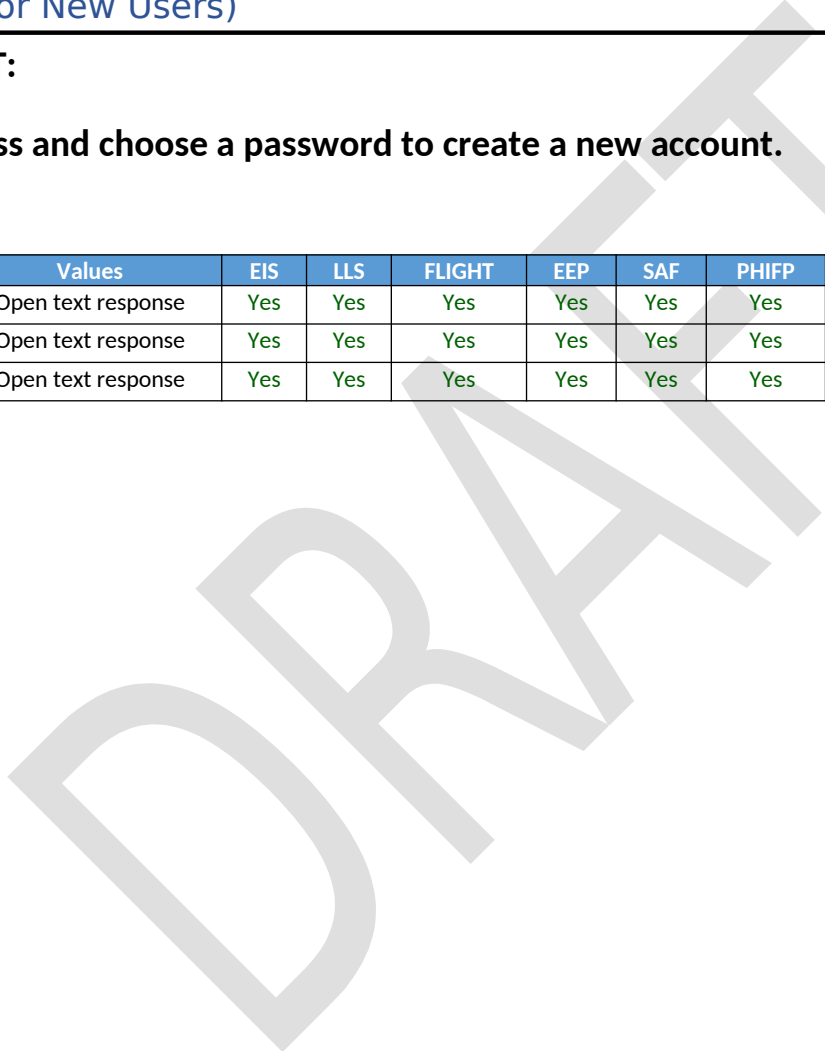 or New Users)
T:
ss and choose a password to create a new account.
Values EIS LLS FLIGHT EEP SAF PHIFP
Open text response Yes Yes Yes Yes Yes Yes
Open text response Yes Yes Yes Yes Yes Yes
Open text response Yes Yes Yes Yes Yes Yes
DRAFT